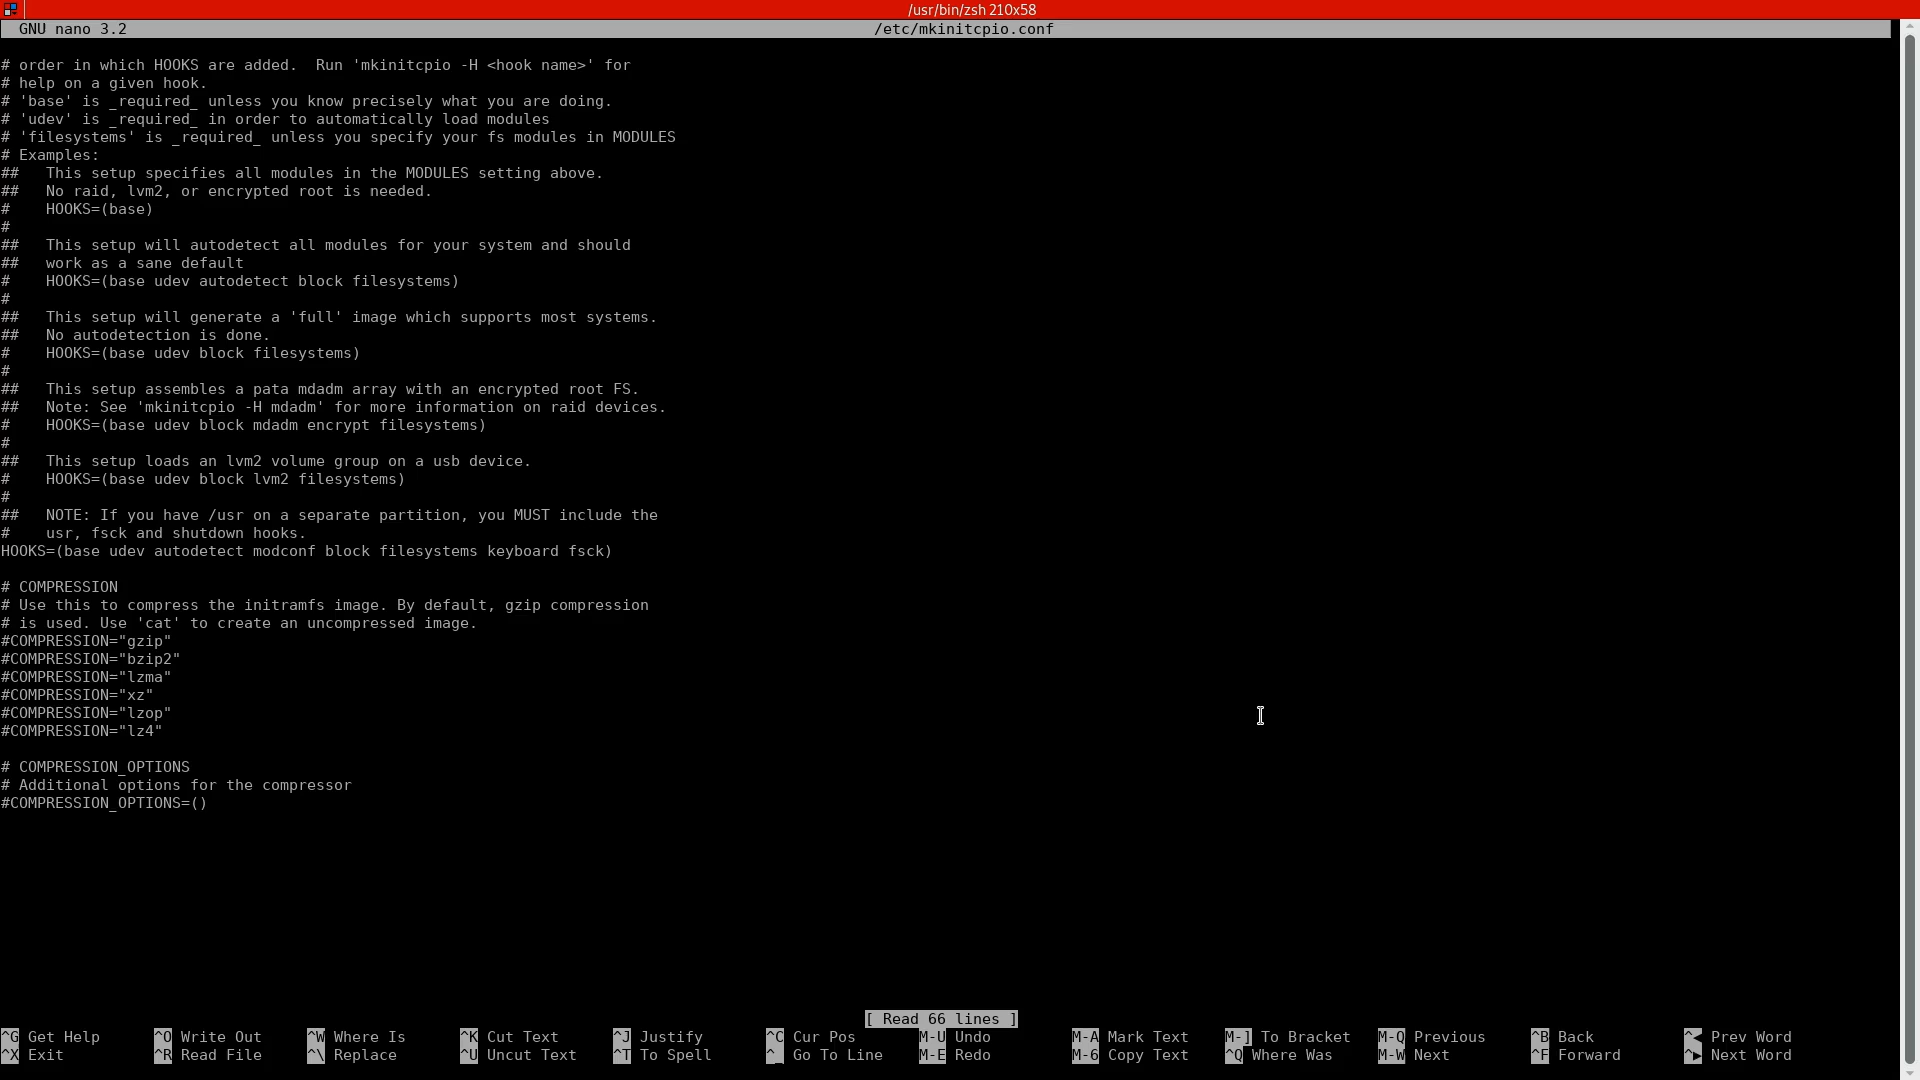 /usr/bin/zsh 210x58
GNU nano 3.2 /etc/mkinitcpio.conf
# order in which HOOKS are added.  Run 'mkinitcpio -H <hook name>' for
# help on a given hook.
# 'base' is _required_ unless you know precisely what you are doing.
# 'udev' is _required_ in order to automatically load modules
# 'filesystems' is _required_ unless you specify your fs modules in MODULES
# Examples:
##   This setup specifies all modules in the MODULES setting above.
##   No raid, lvm2, or encrypted root is needed.
#    HOOKS=(base)
#
##   This setup will autodetect all modules for your system and should
##   work as a sane default
#    HOOKS=(base udev autodetect block filesystems)
#
##   This setup will generate a 'full' image which supports most systems.
##   No autodetection is done.
#    HOOKS=(base udev block filesystems)
#
##   This setup assembles a pata mdadm array with an encrypted root FS.
##   Note: See 'mkinitcpio -H mdadm' for more information on raid devices.
#    HOOKS=(base udev block mdadm encrypt filesystems)
#
##   This setup loads an lvm2 volume group on a usb device.
#    HOOKS=(base udev block lvm2 filesystems)
#
##   NOTE: If you have /usr on a separate partition, you MUST include the
#    usr, fsck and shutdown hooks.
HOOKS=(base udev autodetect modconf block filesystems keyboard fsck)
# COMPRESSION
# Use this to compress the initramfs image. By default, gzip compression
# is used. Use 'cat' to create an uncompressed image.
#COMPRESSION="gzip"
#COMPRESSION="bzip2"
#COMPRESSION="lzma"
#COMPRESSION="xz"
#COMPRESSION="lzop"
#COMPRESSION="lz4"
# COMPRESSION_OPTIONS
# Additional options for the compressor
#COMPRESSION_OPTIONS=()
[ Read 66 lines ]
^G Get Help ^O Write Out ^W Where Is ^K Cut Text ^J Justify ^C Cur Pos M-U Undo M-A Mark Text M-] To Bracket M-Q Previous ^B Back ^◀ Prev Word
^X Exit ^R Read File ^\ Replace ^U Uncut Text ^T To Spell ^_ Go To Line M-E Redo M-6 Copy Text ^Q Where Was M-W Next ^F Forward ^▶ Next Word